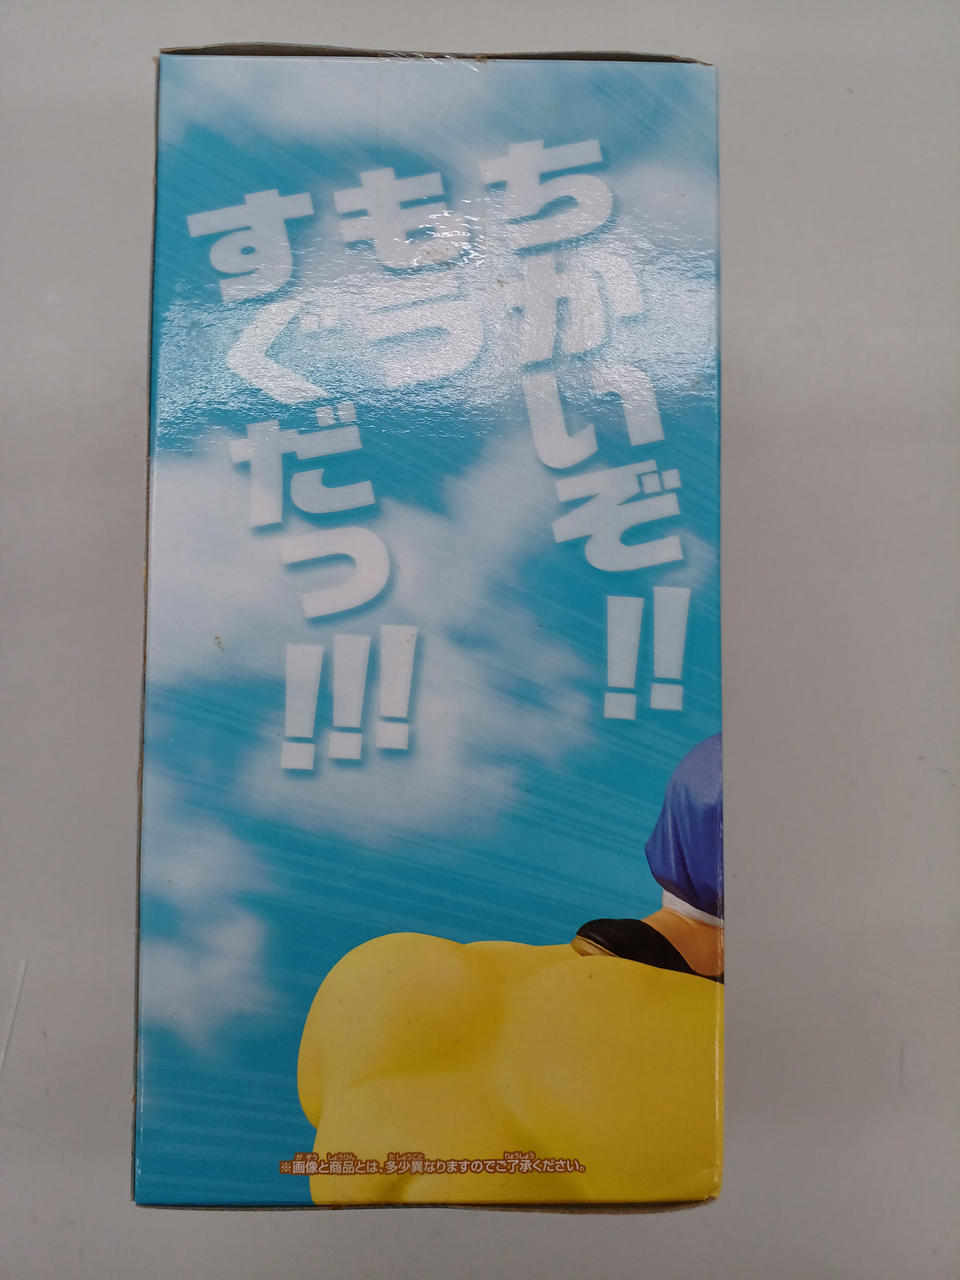 ちかいぞ!!
もう
すぐだっ!!!
※画像と商品とは、多少異なりますのでご了承ください。